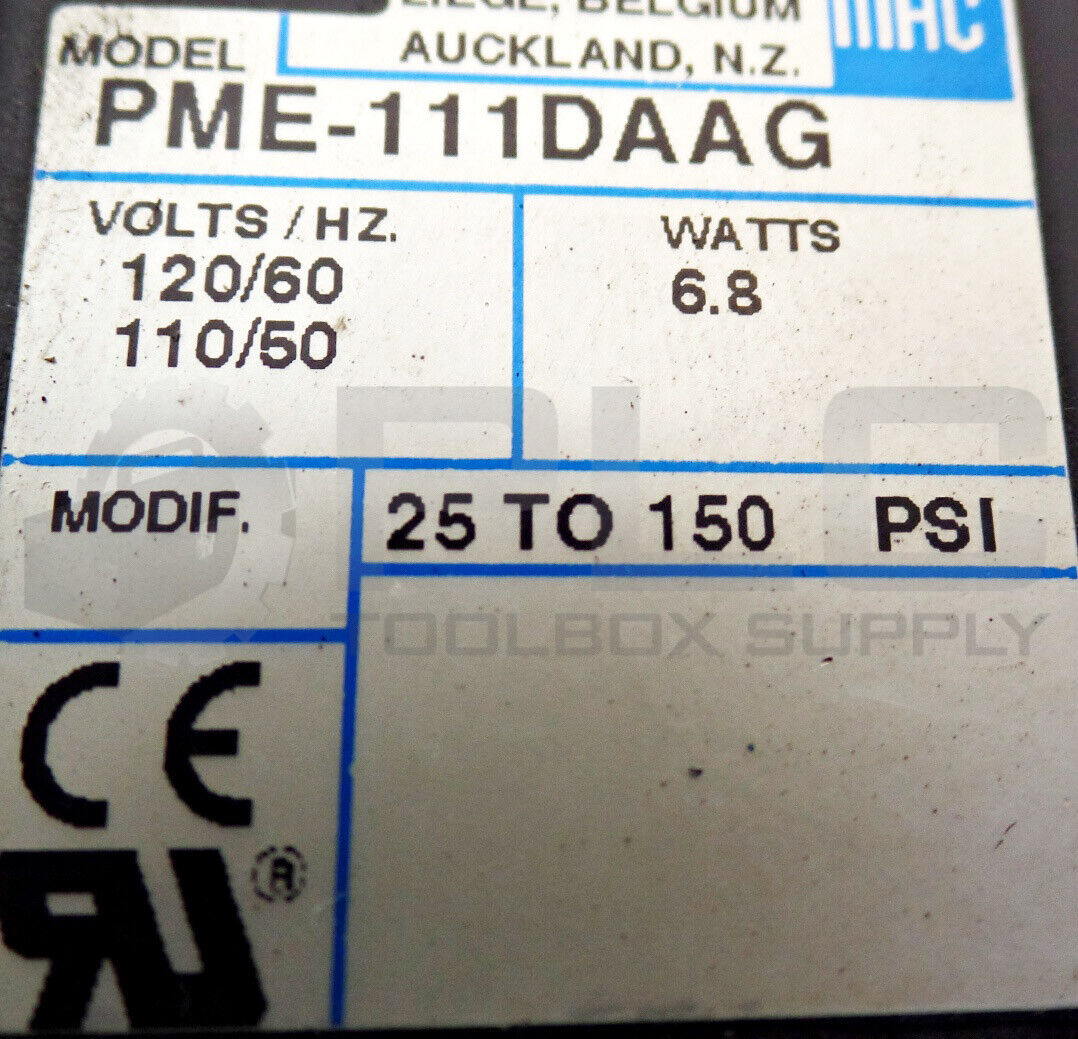 LIEGE, BELGIUM
AUCKLAND, N.Z.
MAC
MODEL
PME-111DAAG
VOLTS / HZ.
120/60
110/50
WATTS
6.8
MODIF.
25 TO 150 PSI
PLC
TOOLBOX SUPPLY
CE
R